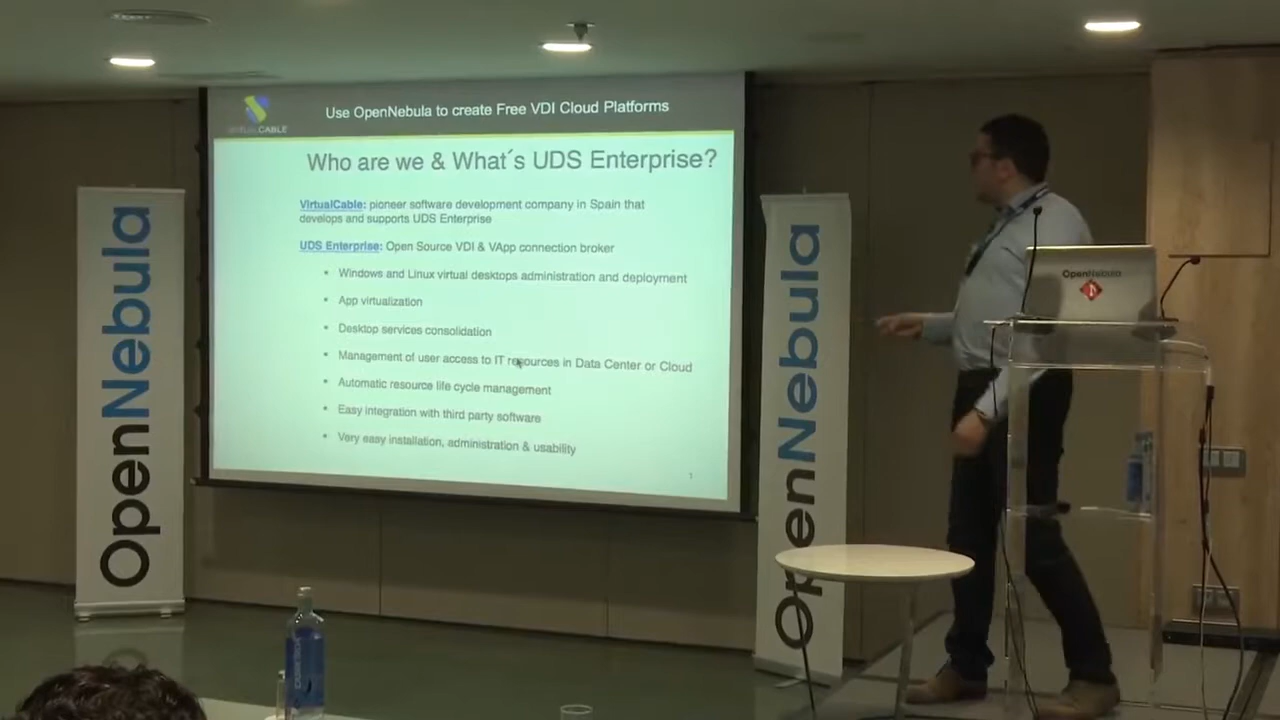 VIRTUALCABLE
Use OpenNebula to create Free VDI Cloud Platforms
Who are we & What´s UDS Enterprise?
VirtualCable: pioneer software development company in Spain that
develops and supports UDS Enterprise
UDS Enterprise: Open Source VDI & VApp connection broker
• Windows and Linux virtual desktops administration and deployment
• App virtualization
• Desktop services consolidation
• Management of user access to IT resources in Data Center or Cloud
• Automatic resource life cycle management
• Easy integration with third party software
• Very easy installation, administration & usability
1
OpenNebula
OpenNebula
OpenNebula